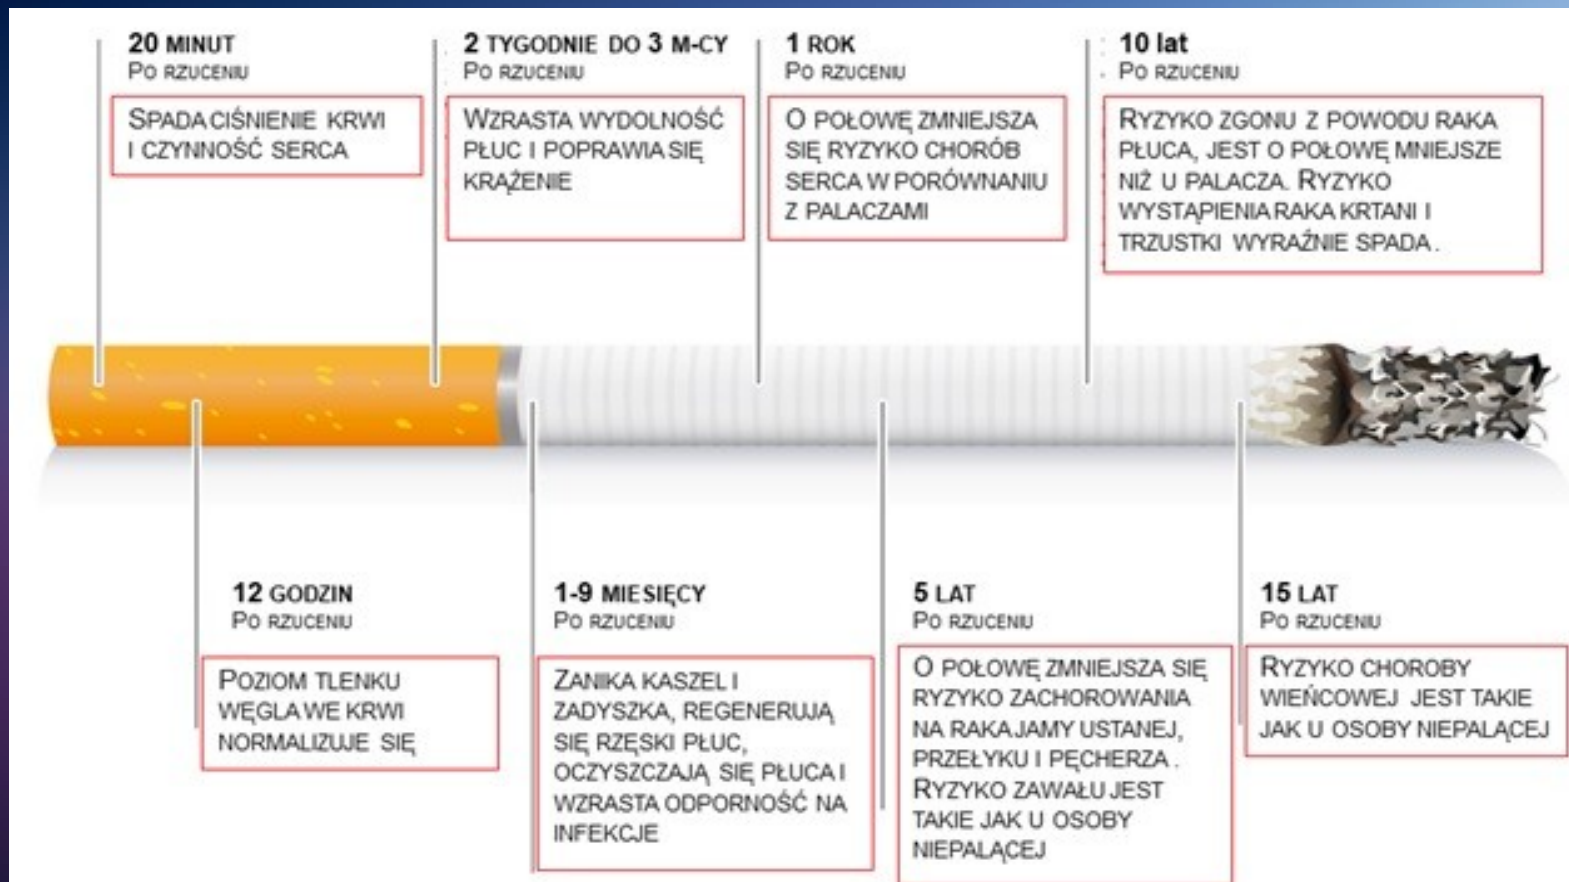 20 MINUT
PO RZUCENIU
SPADA CIŚNIENIE KRWI
I CZYNNOŚĆ SERCA
2 TYGODNIE DO 3 M-CY
PO RZUCENIU
WZRASTA WYDOLNOŚĆ
PŁUC I POPRAWIA SIĘ
KRĄŻENIE
1 ROK
PO RZUCENIU
O POŁOWĘ ZMNIEJSZA
SIĘ RYZYKO CHORÓB
SERCA W PORÓWNANIU
Z PALACZAMI
10 lat
PO RZUCENIU
RYZYKO ZGONU Z POWODU RAKA
PŁUCA, JEST O POŁOWĘ MNIEJSZE
NIŻ U PALACZA. RYZYKO
WYSTĄPIENIA RAKA KRTANI I
TRZUSTKI WYRAŹNIE SPADA.
12 GODZIN
PO RZUCENIU
POZIOM TLENKU
WĘGLA WE KRWI
NORMALIZUJE SIĘ
1-9 MIESIĘCY
PO RZUCENIU
ZANIKA KASZEL I
ZADYSZKA, REGENERUJĄ
SIĘ RZĘSKI PŁUC,
OCZYSZCZAJĄ SIĘ PŁUCA I
WZRASTA ODPORNOŚĆ NA
INFEKCJE
5 LAT
PO RZUCENIU
O POŁOWĘ ZMNIEJSZA SIĘ
RYZYKO ZACHOROWANIA
NA RAKA JAMY USTANEJ,
PRZEŁYKU I PĘCHERZA.
RYZYKO ZAWAŁU JEST
TAKIE JAK U OSOBY
NIEPALĄCEJ
15 LAT
PO RZUCENIU
RYZYKO CHOROBY
WIEŃCOWEJ JEST TAKIE
JAK U OSOBY NIEPALĄCEJ